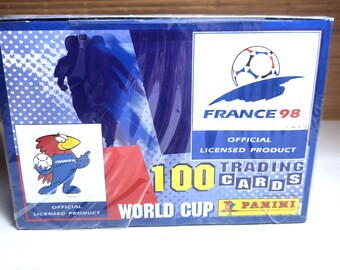 FRANCE 98
OFFICIAL
LICENSED PRODUCT
FRANCE
OFFICIAL
LICENSED PRODUCT
100 TRADING CARDS
WORLD CUP PANINI